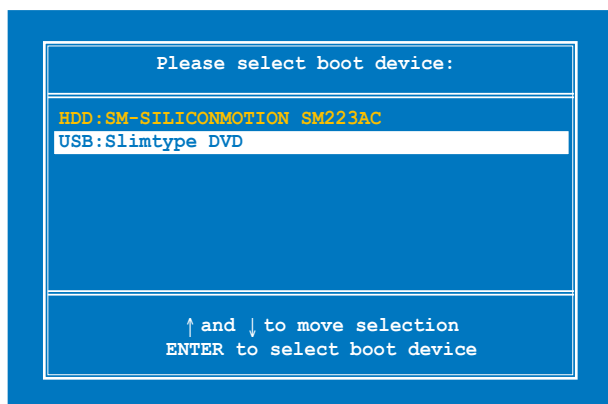 Please select boot device:
HDD:SM-SILICONMOTION SM223AC
USB:Slimtype DVD
↑ and ↓ to move selection
ENTER to select boot device